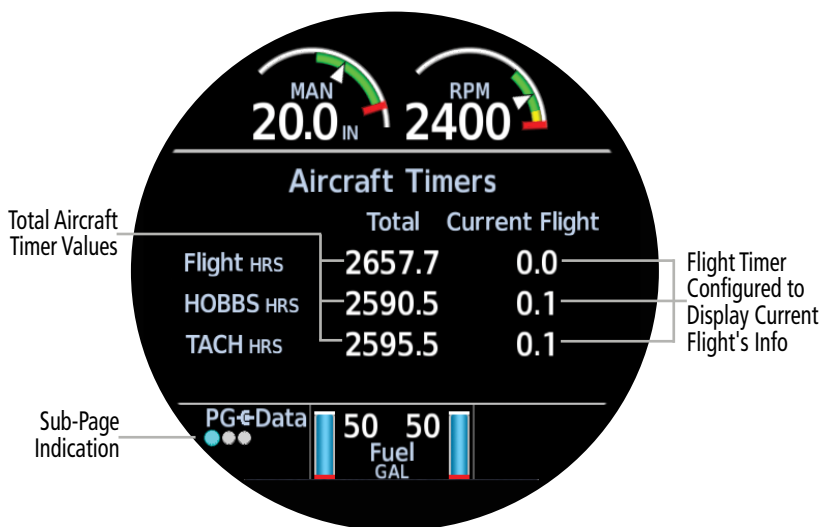 MAN
20.0 IN
RPM
2400
Aircraft Timers
Total Current Flight
Flight HRS 2657.7 0.0
HOBBS HRS 2590.5 0.1
TACH HRS 2595.5 0.1
PG Data
50 50
Fuel
GAL
Total Aircraft
Timer Values
Sub-Page
Indication
Flight Timer
Configured to
Display Current
Flight's Info